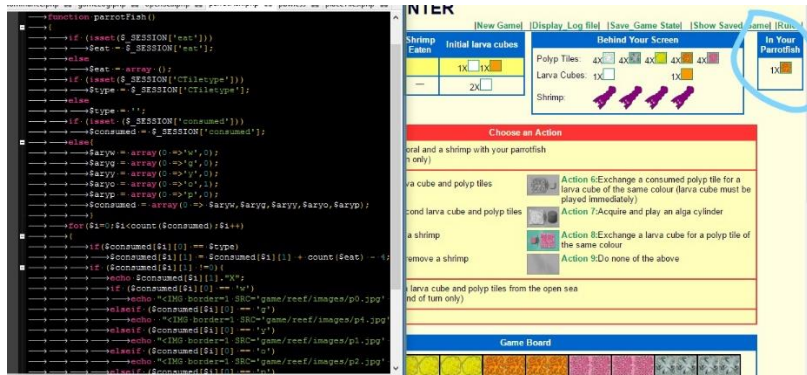 function parrotFish()
{
if (isset($_SESSION['eat']))
$eat = $_SESSION['eat'];
else
$eat = array ();
if (isset($_SESSION['CTiletype']))
$type = $_SESSION['CTiletype'];
else
$type = '';
if (isset ($_SESSION['consumed']))
$consumed = $_SESSION['consumed'];
else{
$aryw = array(0 =>'w',0);
$aryg = array(0 =>'g',0);
$aryy = array(0 =>'y',0);
$aryo = array(0 =>'o',1);
$aryp = array(0 =>'p',0);
$consumed = array(0 => $aryw,$aryg,$aryy,$aryo,$aryp);
}
for($i=0;$i<count($consumed);$i++)
{
if($consumed[$i][0] == $type)
$consumed[$i][1] = $consumed[$i][1] + count($eat) - 4;
if ($consumed[$i][1] !=0){
echo $consumed[$i][1]."X";
if ($consumed[$i][0] == 'w')
echo "<IMG border=1 SRC='game/reef/images/p0.jpg'
elseif ($consumed[$i][0] == 'g')
echo "<IMG border=1 SRC='game/reef/images/p4.jpg'
elseif ($consumed[$i][0] == 'y')
echo "<IMG border=1 SRC='game/reef/images/p1.jpg'
elseif ($consumed[$i][0] == 'o')
echo "<IMG border=1 SRC='game/reef/images/p2.jpg'
elseif ($consumed[$i][0] == 'p')
NTER
|New Game| |Display_Log file| |Save_Game State| |Show Saved
Shrimp Eaten
Initial larva cubes
1X 1X
—
2X
Behind Your Screen
Polyp Tiles: 4X 4X 4X 4X 4X
Larva Cubes: 1X 1X
Shrimp:
In Your
Parrotfish
1X
Choose an Action
oral and a shrimp with your parrotfish
only)
va cube and polyp tiles
Action 6:Exchange a consumed polyp tile for a
larva cube of the same colour (larva cube must be
played immediately)
cond larva cube and polyp tiles
Action 7:Acquire and play an alga cylinder
a shrimp
Action 8:Exchange a larva cube for a polyp tile of
the same colour
remove a shrimp
Action 9:Do none of the above
larva cube and polyp tiles from the open sea
nd of turn only)
Game Board